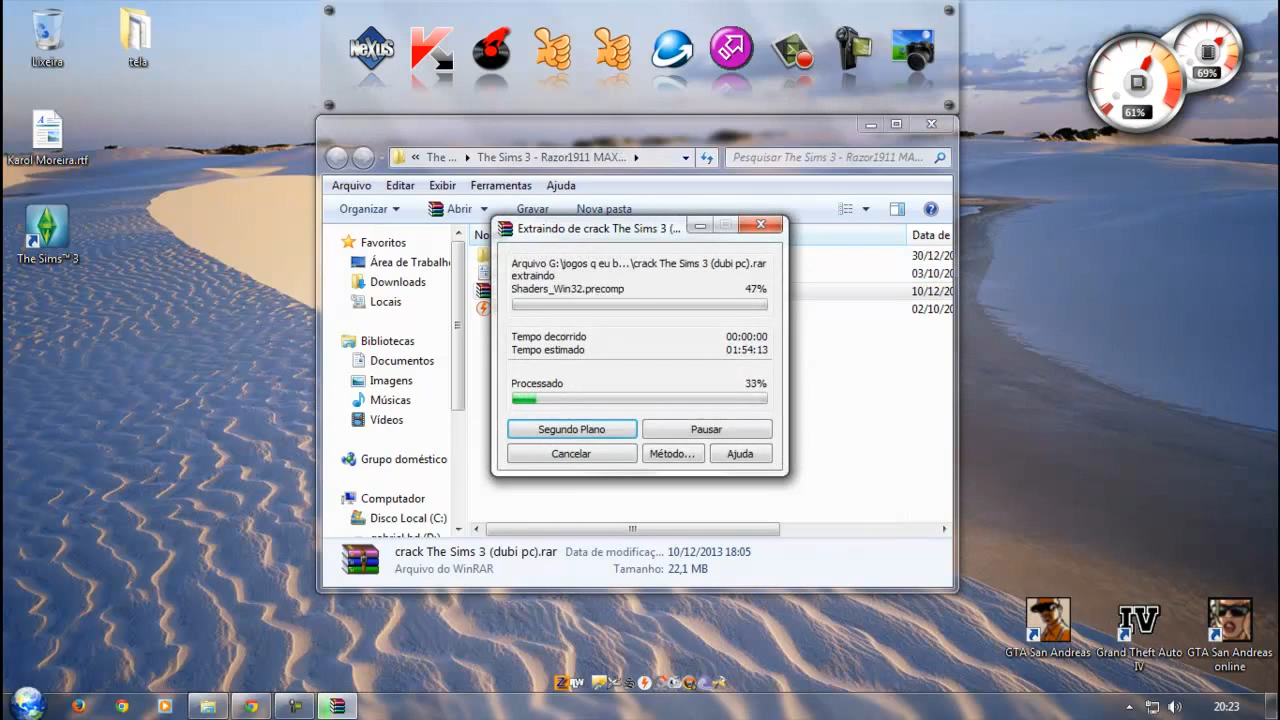 Lixeira
tela
Karol Moreira.rtf
The Sims™ 3
NeXuS
69%
61%
« The ... The Sims 3 - Razor1911 MAX...
Pesquisar The Sims 3 - Razor1911 MA...
Arquivo Editar Exibir Ferramentas Ajuda
Organizar Abrir Gravar Nova pasta
Favoritos
Área de Trabalh
Downloads
Locais
Bibliotecas
Documentos
Imagens
Músicas
Vídeos
Grupo doméstico
Computador
Disco Local (C:)
No
Data de
30/12/20
03/10/20
10/12/20
02/10/20
Extraindo de crack The Sims 3 (...
Arquivo G:\jogos q eu b...\crack The Sims 3 (dubi pc).rar
extraindo
Shaders_Win32.precomp 47%
Tempo decorrido 00:00:00
Tempo estimado 01:54:13
Processado 33%
Segundo Plano Pausar
Cancelar Método... Ajuda
crack The Sims 3 (dubi pc).rar Data de modificaç... 10/12/2013 18:05
Arquivo do WinRAR Tamanho: 22,1 MB
GTA San Andreas
IV
Grand Theft Auto
IV
GTA San Andreas
online
20:23